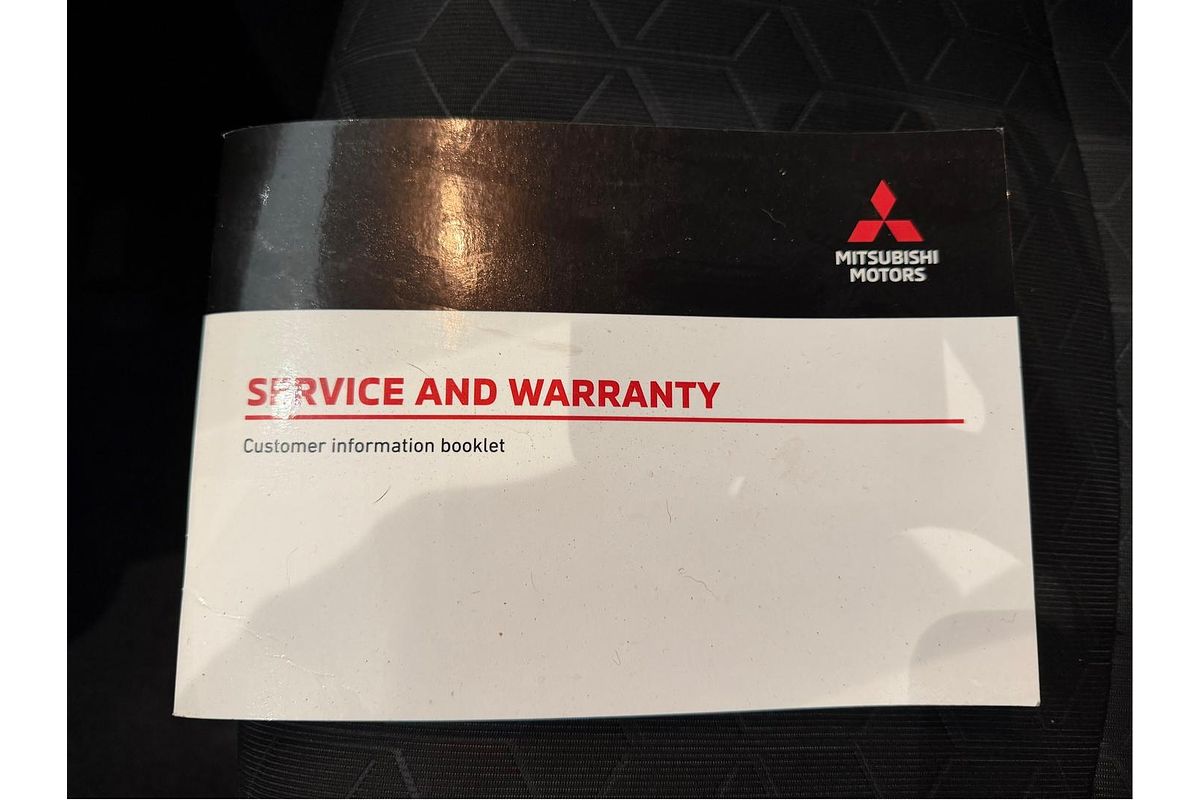 MITSUBISHI
MOTORS
SERVICE AND WARRANTY
Customer information booklet